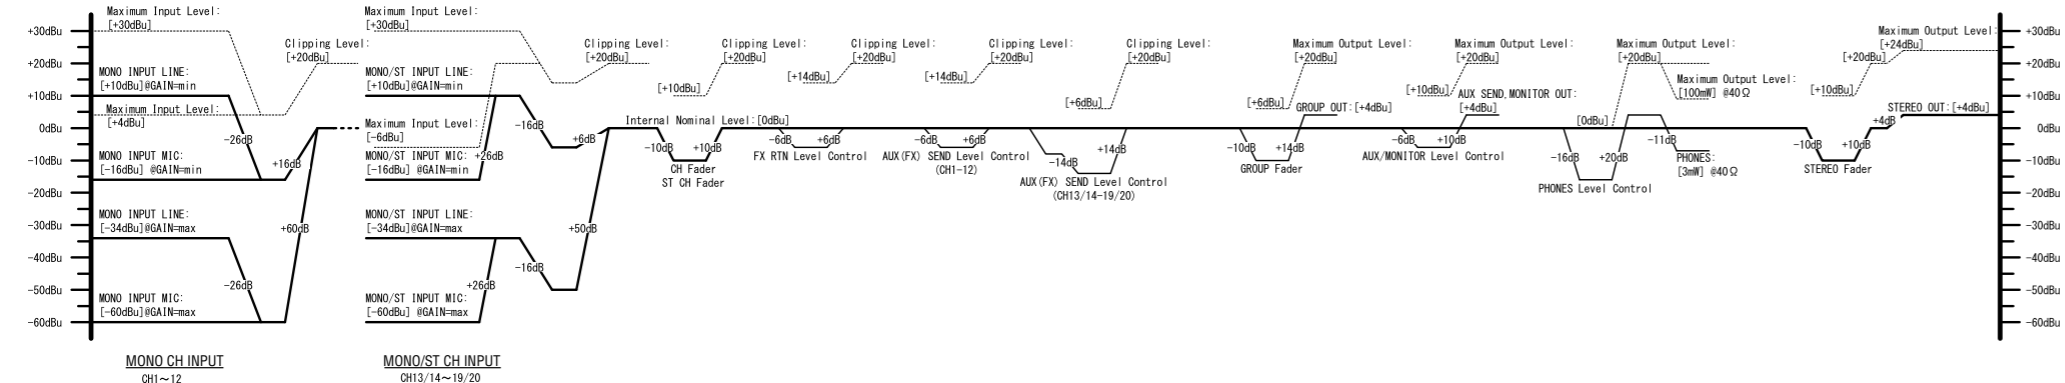 Maximum Input Level:
[+30dBu]
Maximum Input Level:
[+30dBu]
Clipping Level:
[+20dBu]
Clipping Level:
[+20dBu]
Clipping Level:
[+20dBu]
Clipping Level:
[+20dBu]
Clipping Level:
[+20dBu]
Clipping Level:
[+20dBu]
Maximum Output Level:
[+20dBu]
Maximum Output Level:
[+20dBu]
Maximum Output Level:
[+20dBu]
Maximum Output Level:
[+24dBu]
[+20dBu]
+30dBu
+20dBu
+10dBu
0dBu
-10dBu
-20dBu
-30dBu
-40dBu
-50dBu
-60dBu
MONO INPUT LINE:
[+10dBu]@GAIN=min
Maximum Input Level:
[+4dBu]
-26dB
MONO INPUT MIC:
[-16dBu] @GAIN=min
+16dB
MONO INPUT LINE:
[-34dBu]@GAIN=max
+60dB
-26dB
MONO INPUT MIC:
[-60dBu]@GAIN=max
MONO CH INPUT
CH1~12
MONO/ST INPUT LINE:
[+10dBu]@GAIN=min
Maximum Input Level:
[-6dBu]
-16dB
+6dB
MONO/ST INPUT MIC:
[-16dBu] @GAIN=min
+26dB
MONO/ST INPUT LINE:
[-34dBu]@GAIN=max
+50dB
-16dB
+26dB
MONO/ST INPUT MIC:
[-60dBu] @GAIN=max
MONO/ST CH INPUT
CH13/14~19/20
Internal Nominal Level:[0dBu]
[+10dBu]
-10dB
+10dB
CH Fader
ST CH Fader
[+14dBu]
-6dB
+6dB
FX RTN Level Control
[+14dBu]
-6dB
+6dB
AUX(FX) SEND Level Control
(CH1-12)
[+6dBu]
-14dB
+14dB
AUX(FX) SEND Level Control
(CH13/14-19/20)
[+6dBu]
GROUP OUT:[+4dBu]
-10dB
+14dB
GROUP Fader
[+10dBu]
AUX SEND,MONITOR OUT:
[+4dBu]
-6dB
+10dB
AUX/MONITOR Level Control
[0dBu]
-16dB
+20dB
PHONES Level Control
Maximum Output Level:
[100mW] @40Ω
-11dB
PHONES:
[3mW] @40Ω
[+10dBu]
-10dB
+10dB
STEREO Fader
+4dB
STEREO OUT:[+4dBu]
+30dBu
+20dBu
+10dBu
0dBu
-10dBu
-20dBu
-30dBu
-40dBu
-50dBu
-60dBu